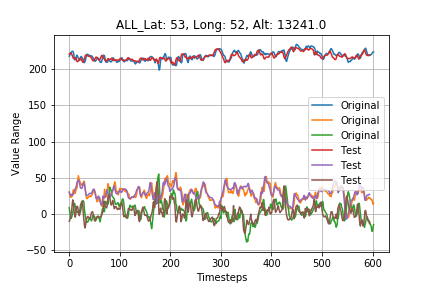 ALL_Lat: 53, Long: 52, Alt: 13241.0
Value Range
200
150
100
50
0
−50
Original
Original
Original
Test
Test
Test
0
100
200
300
400
500
600
Timesteps